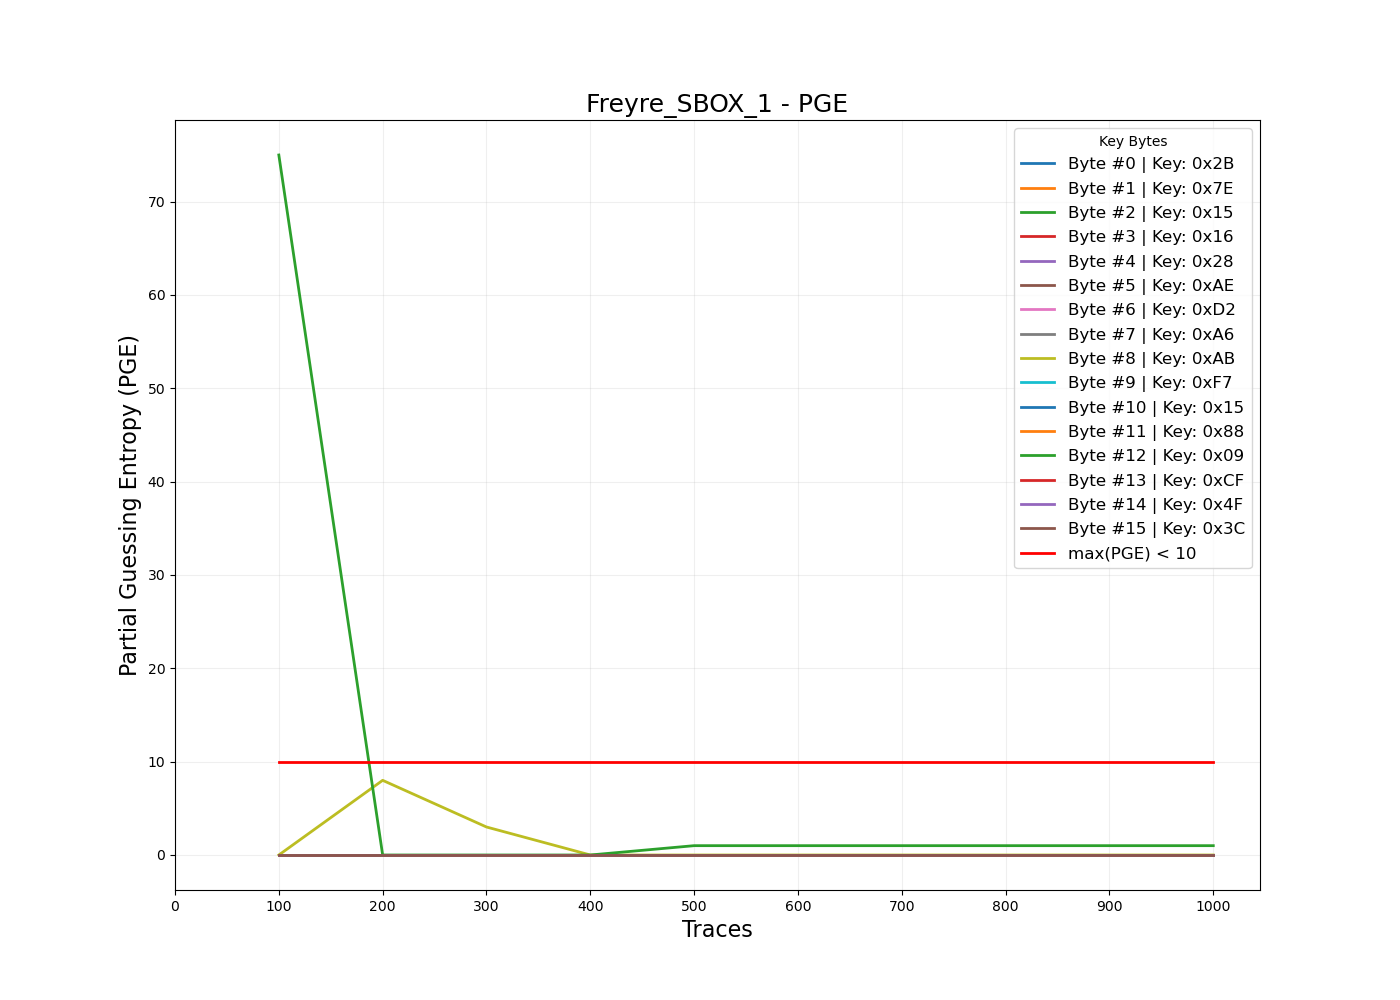 Freyre_SBOX_1 - PGE
Key Bytes
Byte #0 | Key: 0x2B
Byte #1 | Key: 0x7E
Byte #2 | Key: 0x15
Byte #3 | Key: 0x16
Byte #4 | Key: 0x28
Byte #5 | Key: 0xAE
Byte #6 | Key: 0xD2
Byte #7 | Key: 0xA6
Byte #8 | Key: 0xAB
Byte #9 | Key: 0xF7
Byte #10 | Key: 0x15
Byte #11 | Key: 0x88
Byte #12 | Key: 0x09
Byte #13 | Key: 0xCF
Byte #14 | Key: 0x4F
Byte #15 | Key: 0x3C
max(PGE) < 10
Partial Guessing Entropy (PGE)
70
60
50
40
30
20
10
0
0 100 200 300 400 500 600 700 800 900 1000
Traces